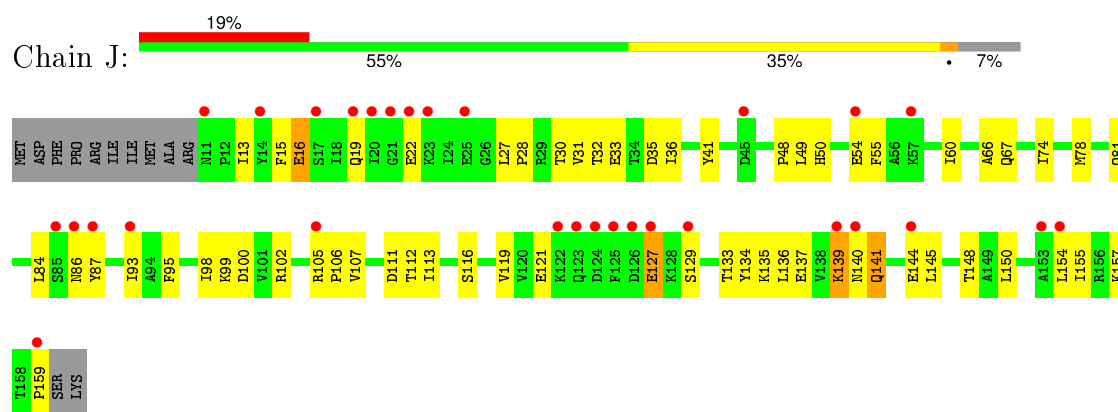 19%
Chain J:
55% 35% • 7%
MET ASP PHE PRO ARG ILE ILE MET ALA ARG N11 P12 I13 Y14 F15 E16 S17 I18 Q19 I20 G21 E22 K23 I24 E25 G26 L27 P28 R29 T30 V31 T32 E33 T34 D35 I36 Y41 D45 P48 L49 H50 E54 F55 A56 K57 I60 A66 Q67 I74 M78 Q81
L84 S85 N86 Y87 I93 A94 F95 I98 K99 D100 V101 R102 R105 P106 V107 D111 T112 I113 S116 V119 V120 E121 K122 Q123 D124 F125 D126 E127 K128 S129 T133 Y134 K135 L136 E137 V138 K139 N140 Q141 E144 L145 T148 A149 L150 A153 L154 I155 R156 K157
T158 P159 SER LYS